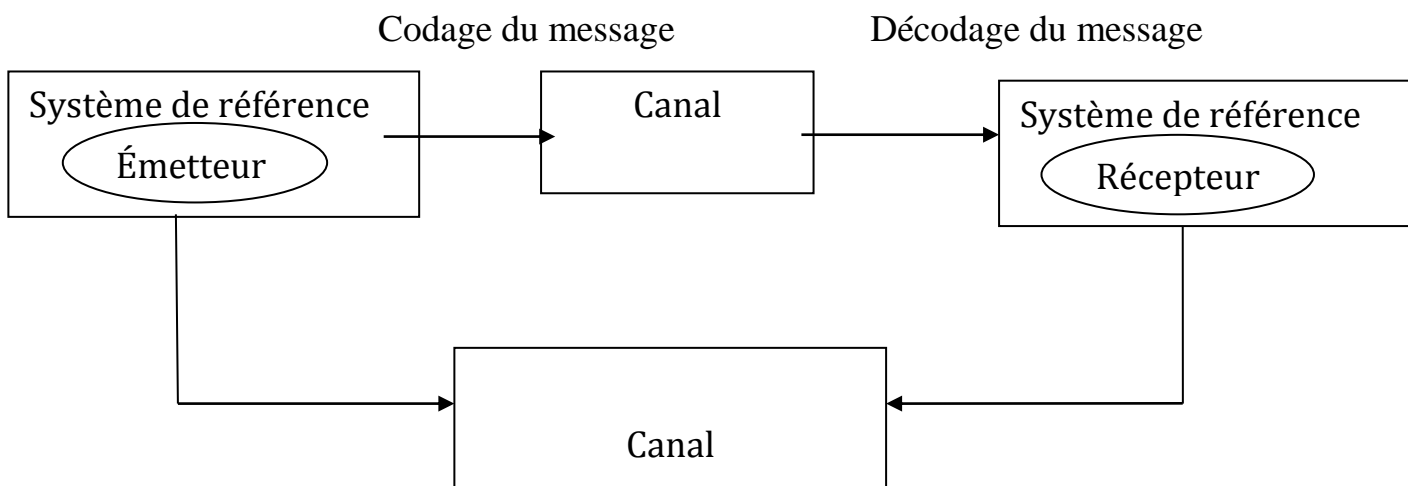 Codage du message
Décodage du message
Système de référence
Émetteur
Canal
Système de référence
Récepteur
Canal